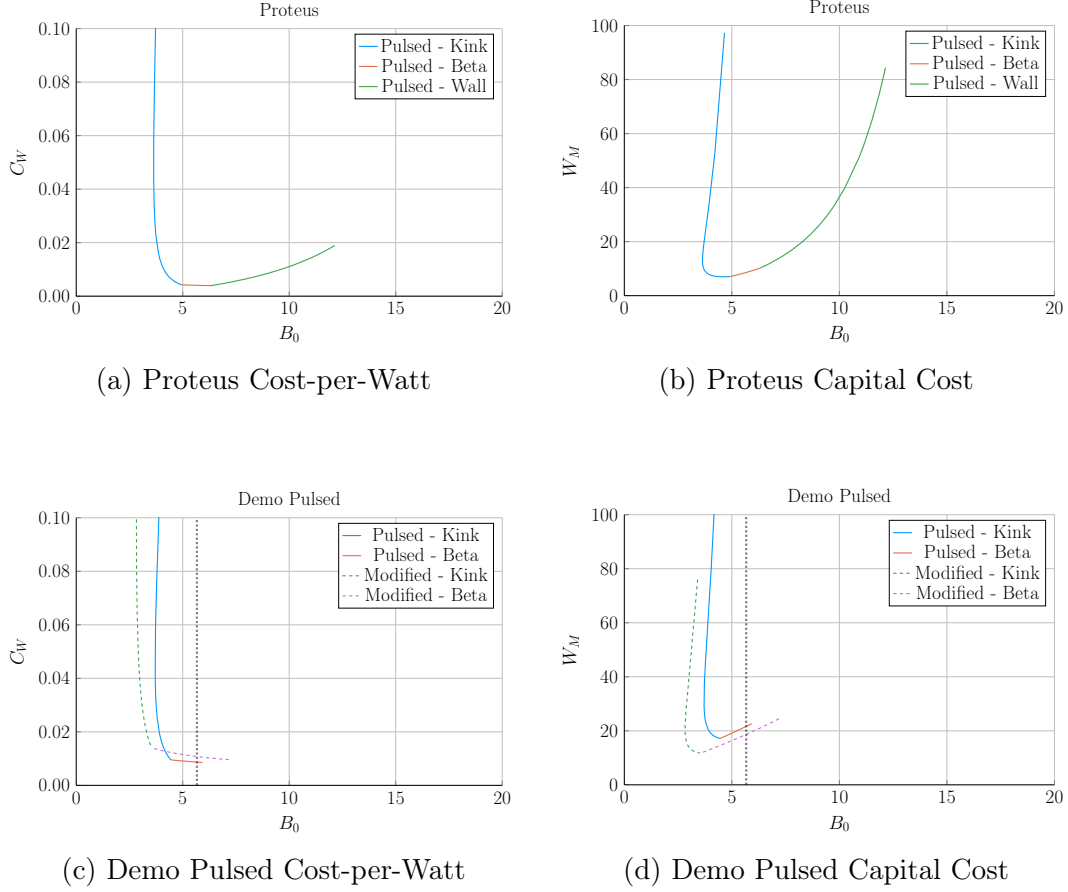 Proteus
0.10
0.08
0.06
0.04
0.02
0.00
C_W
0
5
10
15
20
B_0
Pulsed - Kink
Pulsed - Beta
Pulsed - Wall
(a) Proteus Cost-per-Watt
Proteus
100
80
60
40
20
0
W_M
0
5
10
15
20
B_0
Pulsed - Kink
Pulsed - Beta
Pulsed - Wall
(b) Proteus Capital Cost
Demo Pulsed
0.10
0.08
0.06
0.04
0.02
0.00
C_W
0
5
10
15
20
B_0
Pulsed - Kink
Pulsed - Beta
Modified - Kink
Modified - Beta
(c) Demo Pulsed Cost-per-Watt
Demo Pulsed
100
80
60
40
20
0
W_M
0
5
10
15
20
B_0
Pulsed - Kink
Pulsed - Beta
Modified - Kink
Modified - Beta
(d) Demo Pulsed Capital Cost